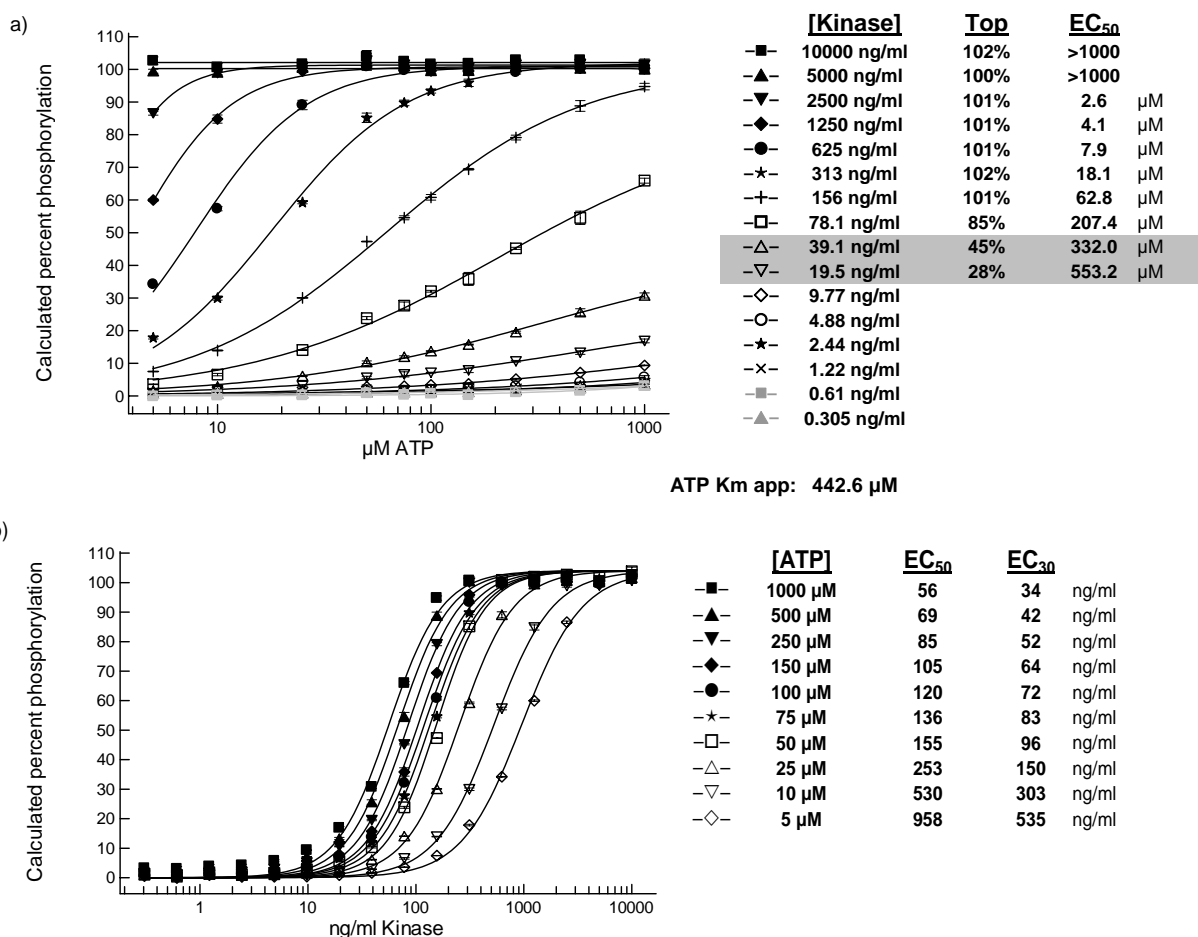 a)
[Kinase] Top EC50
10000 ng/ml 102% >1000
5000 ng/ml 100% >1000
2500 ng/ml 101% 2.6 µM
1250 ng/ml 101% 4.1 µM
625 ng/ml 101% 7.9 µM
313 ng/ml 102% 18.1 µM
156 ng/ml 101% 62.8 µM
78.1 ng/ml 85% 207.4 µM
39.1 ng/ml 45% 332.0 µM
19.5 ng/ml 28% 553.2 µM
9.77 ng/ml
4.88 ng/ml
2.44 ng/ml
1.22 ng/ml
0.61 ng/ml
0.305 ng/ml
Calculated percent phosphorylation
110
100
90
80
70
60
50
40
30
20
10
0
10 100 1000
µM ATP
ATP Km app: 442.6 µM
)
[ATP] EC50 EC30
1000 µM 56 34 ng/ml
500 µM 69 42 ng/ml
250 µM 85 52 ng/ml
150 µM 105 64 ng/ml
100 µM 120 72 ng/ml
75 µM 136 83 ng/ml
50 µM 155 96 ng/ml
25 µM 253 150 ng/ml
10 µM 530 303 ng/ml
5 µM 958 535 ng/ml
Calculated percent phosphorylation
110
100
90
80
70
60
50
40
30
20
10
0
1 10 100 1000 10000
ng/ml Kinase